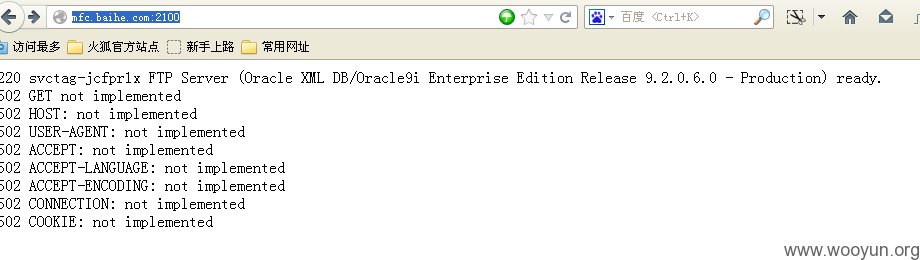 mfc.baihe.com:2100
百度 <Ctrl+K>
访问最多 火狐官方站点 新手上路 常用网址
220 svctag-jcfpr1x FTP Server (Oracle XML DB/Oracle9i Enterprise Edition Release 9.2.0.6.0 - Production) ready.
502 GET not implemented
502 HOST: not implemented
502 USER-AGENT: not implemented
502 ACCEPT: not implemented
502 ACCEPT-LANGUAGE: not implemented
502 ACCEPT-ENCODING: not implemented
502 CONNECTION: not implemented
502 COOKIE: not implemented
www.wooyun.org